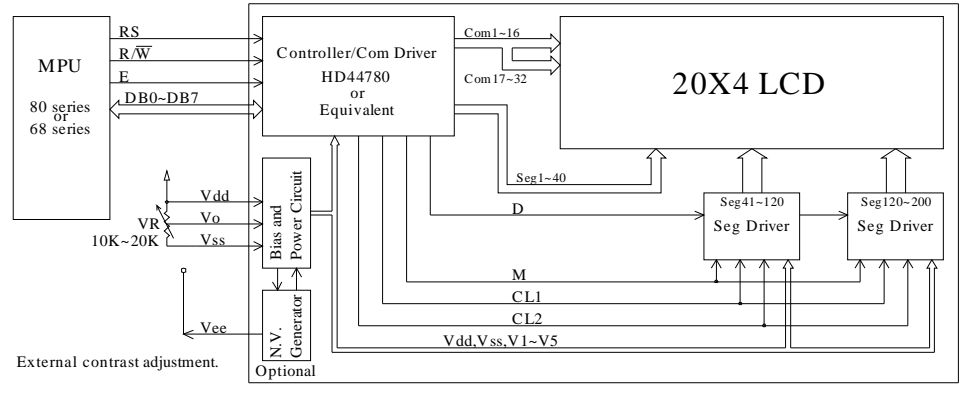 MPU
80 series
or
68 series
RS
R/W̅
E
DB0~DB7
Controller/Com Driver
HD44780
or
Equivalent
Com1~16
Com17~32
20X4 LCD
Seg1~40
Vdd
Vo
Vss
VR
10K~20K
Bias and
Power Circuit
D
Seg41~120
Seg Driver
Seg120~200
Seg Driver
M
CL1
CL2
Vdd,Vss,V1~V5
Vee
N.V.
Generator
Optional
External contrast adjustment.